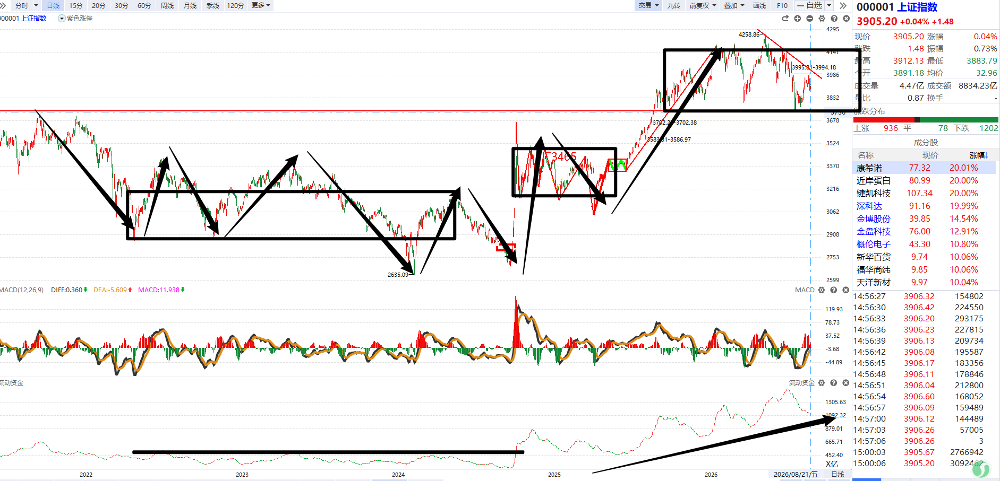 分时 日线 15分 20分 30分 60分 周线 月线 季线 120分 更多 交易 九转 前复权 叠加 画线 F10 自选
000001 上证指数
000001 上证指数 紫色涨停
3905.20 +0.04% +1.48
4295
4258.86
现价 3905.20 涨幅 0.04%
涨跌 1.48 振幅 0.73%
4141
最高 3912.13 最低 3883.79
3995.81-3994.18
今开 3891.18 均价 32.96
3986
成交量 4.47亿 成交额 8834.23亿
3832
量比 0.87 换手 -
3736
涨跌分布
3678
3702.2 -3702.38
上涨 936 平 78 下跌 1202
3583.31-3586.97
3524
成分股
名称 现价 涨幅↓
3465
3370
康希诺 77.32 20.01%
近岸蛋白 80.99 20.00%
3216
键凯科技 107.34 20.00%
深科达 91.16 19.99%
3062
金博股份 39.85 14.54%
金盘科技 76.00 12.91%
2908
概伦电子 43.30 10.80%
2753
新华百货 9.74 10.06%
福华尚纬 9.85 10.06%
2635.09
2599
天洋新材 9.97 10.04%
MACD(12,26,9) DIFF:0.360 DEA:-5.609 MACD:11.938 MACD
119.93
78.73
37.52
-3.68
-44.89
14:56:27 3906.32 154802
14:56:30 3906.42 224550
14:56:33 3906.20 293175
14:56:36 3906.23 227815
14:56:39 3906.13 209734
14:56:42 3906.08 195587
14:56:45 3906.17 183356
14:56:48 3906.11 178846
流动资金 流动资金
14:56:51 3906.04 212800
14:56:54 3906.60 168052
14:56:57 3906.09 159489
14:57:00 3906.12 144489
14:57:03 3906.26 57005
14:57:06 3906.26 3
15:00:03 3905.67 2766942
15:00:06 3905.20 309246
1305.63
1092.32
879.01
665.71
452.40
X亿
2022 2023 2024 2025 2026 2026/08/21/五 日线